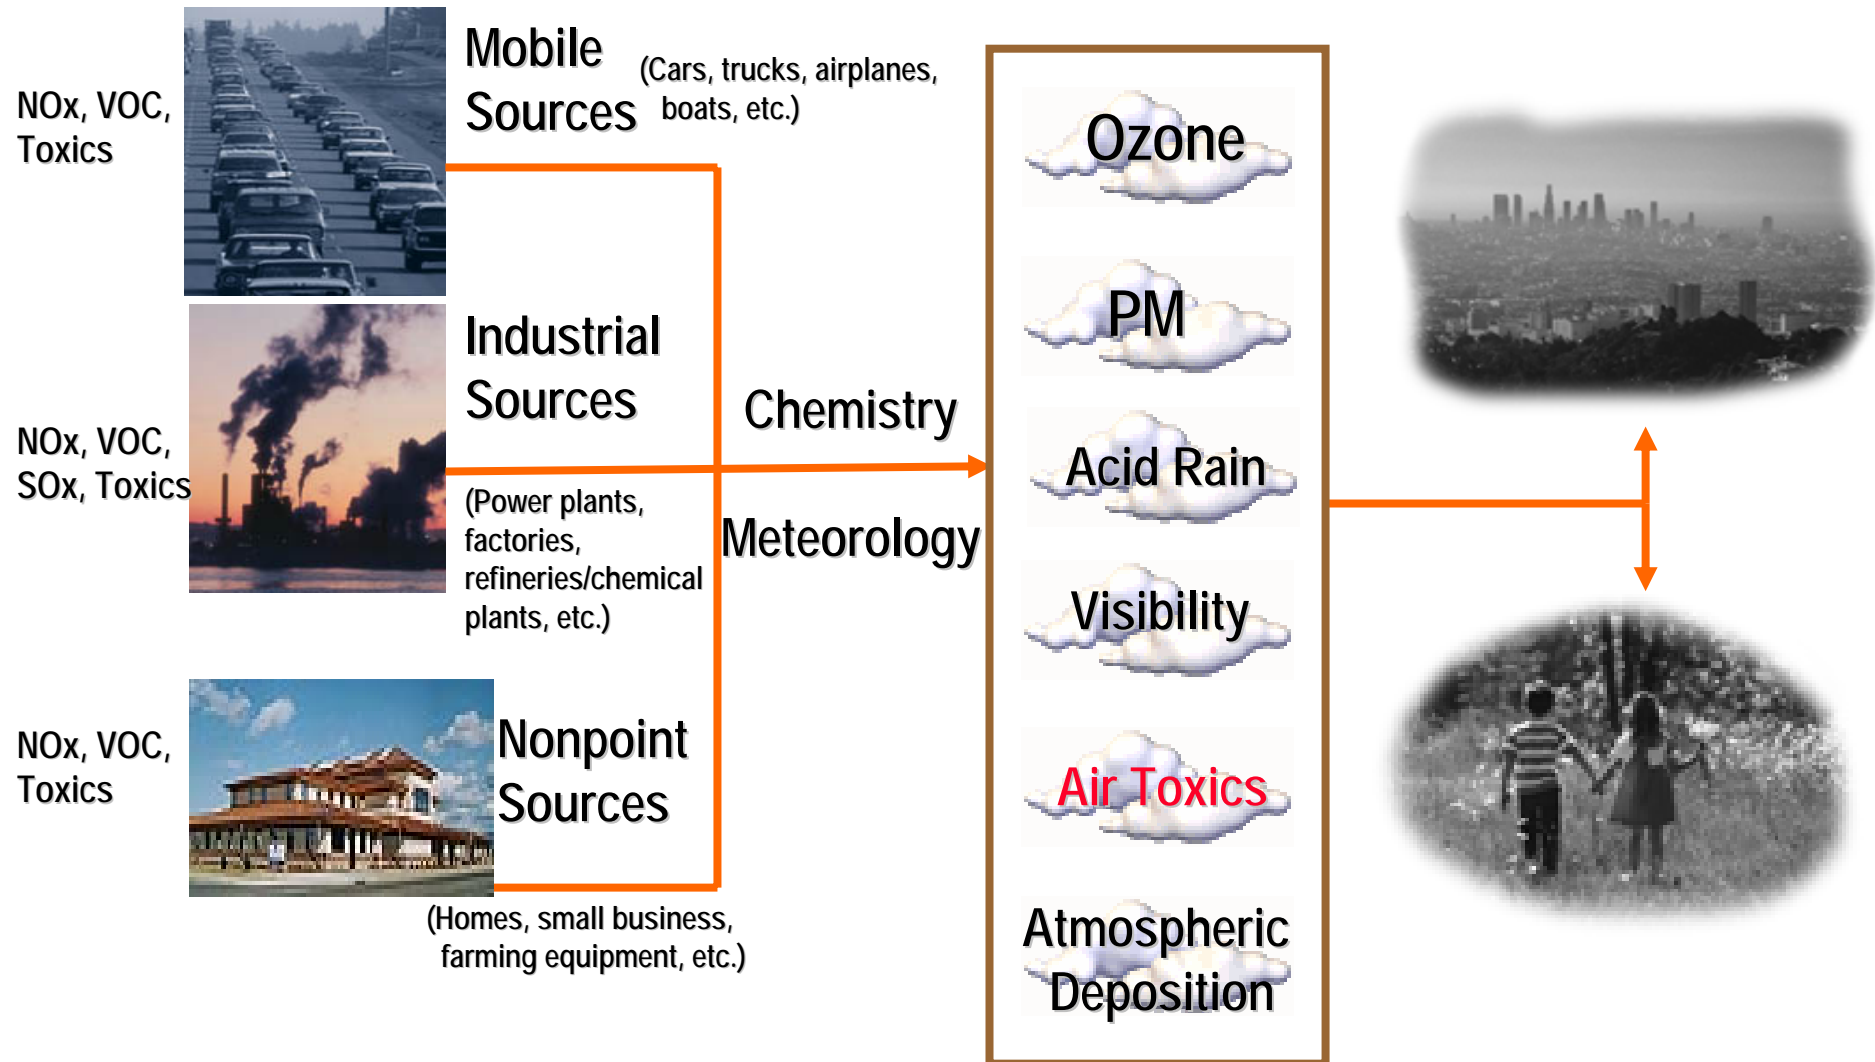 NOx, VOC,
Toxics
Mobile
Sources
(Cars, trucks, airplanes,
boats, etc.)
NOx, VOC,
SOx, Toxics
Industrial
Sources
(Power plants,
factories,
refineries/chemical
plants, etc.)
NOx, VOC,
Toxics
Nonpoint
Sources
(Homes, small business,
farming equipment, etc.)
Chemistry
Meteorology
Ozone
PM
Acid Rain
Visibility
Air Toxics
Atmospheric
Deposition